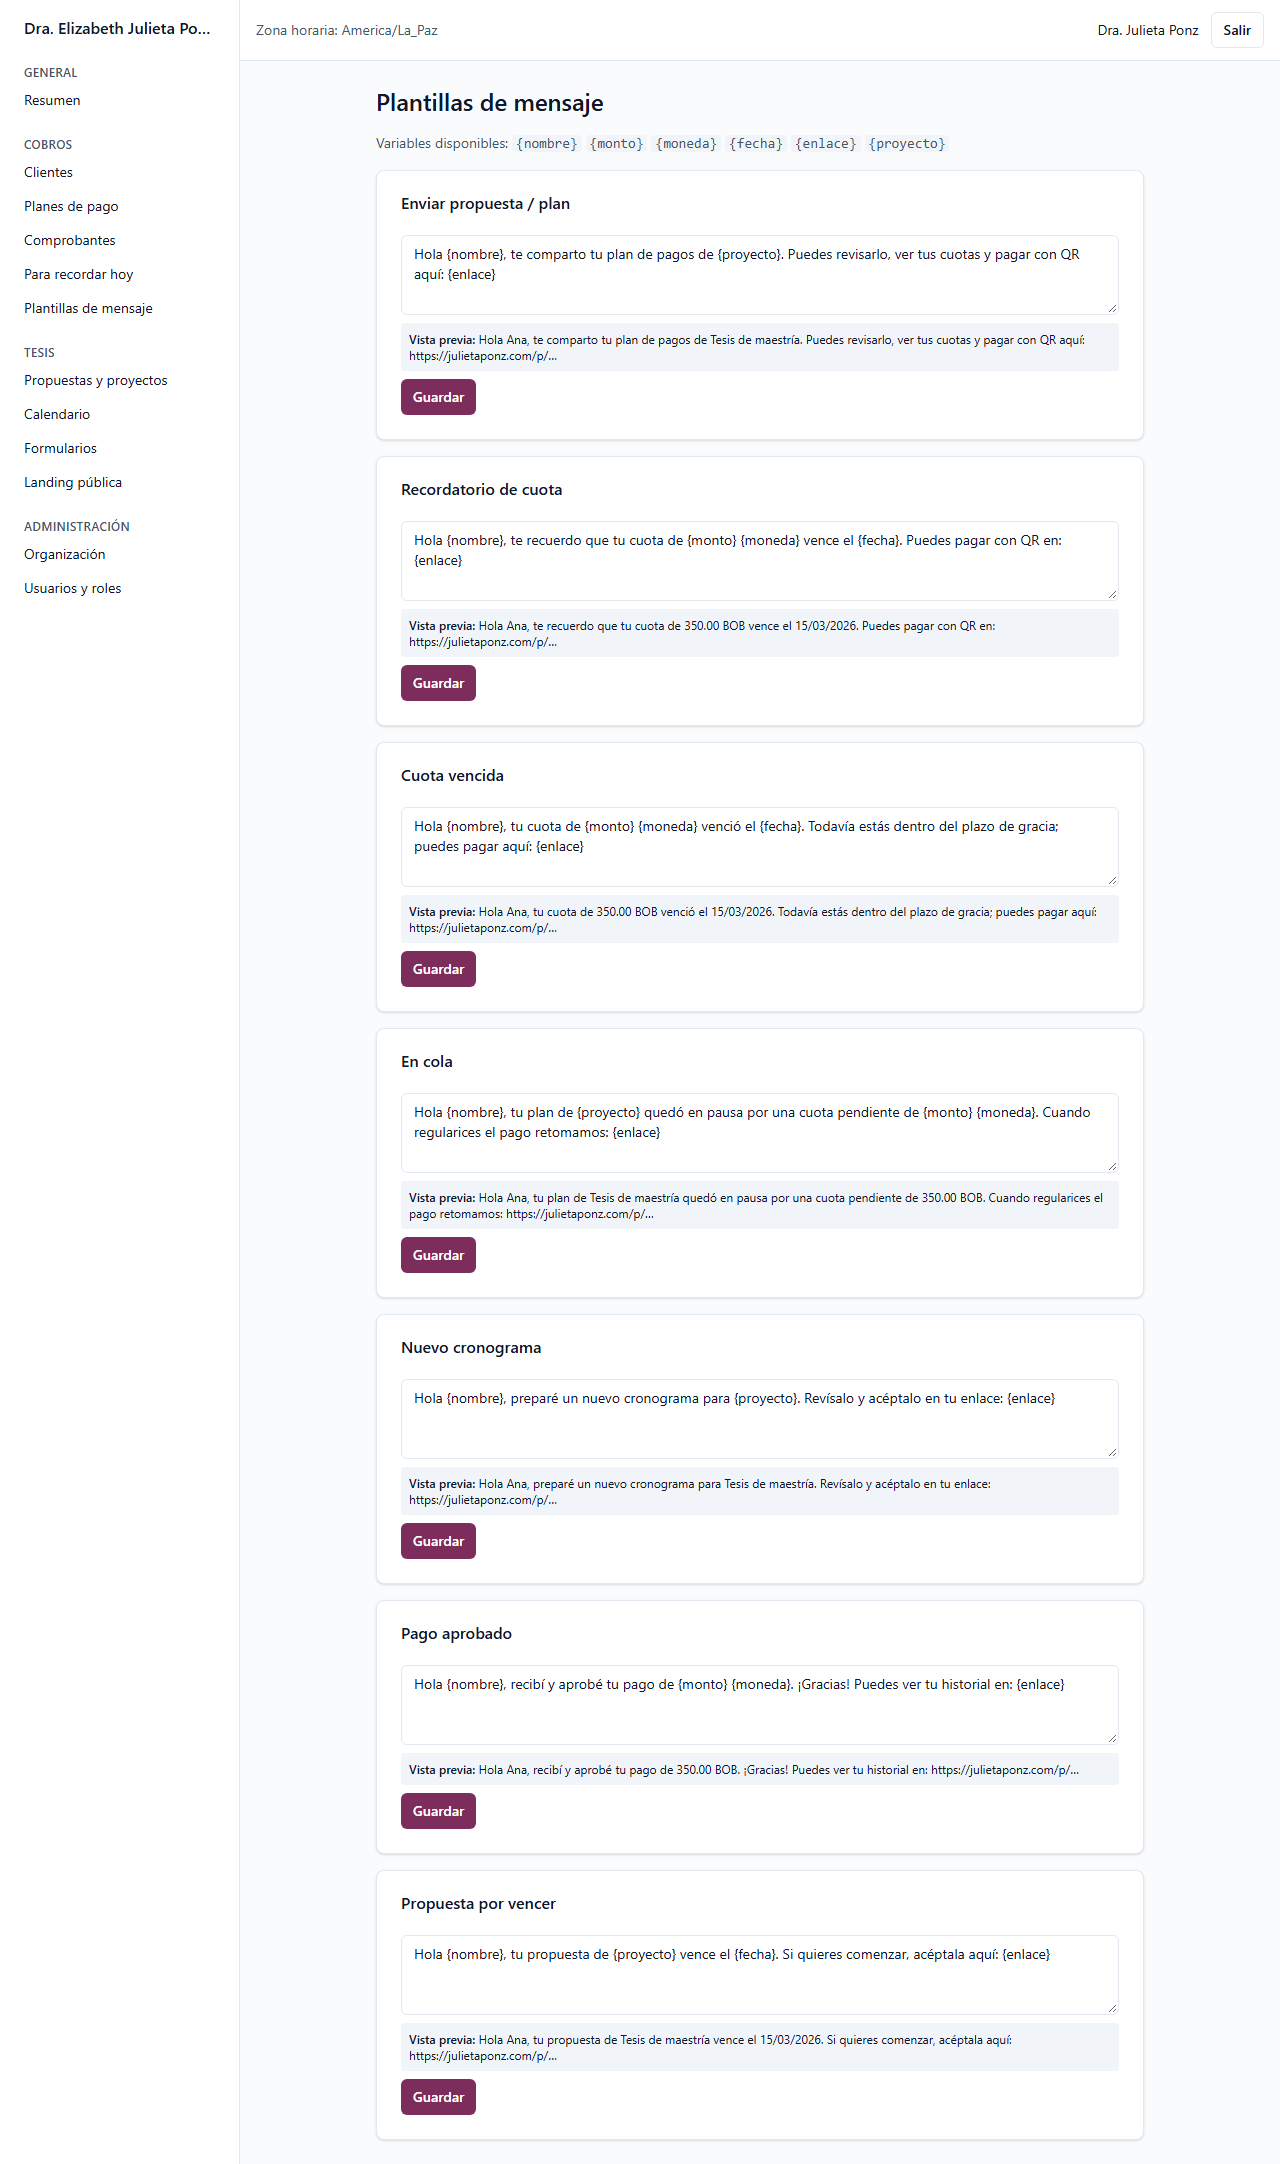 Dra. Elizabeth Julieta Po...
GENERAL
Resumen
COBROS
Clientes
Planes de pago
Comprobantes
Para recordar hoy
Plantillas de mensaje
TESIS
Propuestas y proyectos
Calendario
Formularios
Landing pública
ADMINISTRACIÓN
Organización
Usuarios y roles
Zona horaria: America/La_Paz
Dra. Julieta Ponz
Salir
Plantillas de mensaje
Variables disponibles: {nombre} {monto} {moneda} {fecha} {enlace} {proyecto}
Enviar propuesta / plan
Hola {nombre}, te comparto tu plan de pagos de {proyecto}. Puedes revisarlo, ver tus cuotas y pagar con QR
aquí: {enlace}
Vista previa: Hola Ana, te comparto tu plan de pagos de Tesis de maestría. Puedes revisarlo, ver tus cuotas y pagar con QR aquí:
https://julietaponz.com/p/...
Guardar
Recordatorio de cuota
Hola {nombre}, te recuerdo que tu cuota de {monto} {moneda} vence el {fecha}. Puedes pagar con QR en:
{enlace}
Vista previa: Hola Ana, te recuerdo que tu cuota de 350.00 BOB vence el 15/03/2026. Puedes pagar con QR en:
https://julietaponz.com/p/...
Guardar
Cuota vencida
Hola {nombre}, tu cuota de {monto} {moneda} venció el {fecha}. Todavía estás dentro del plazo de gracia;
puedes pagar aquí: {enlace}
Vista previa: Hola Ana, tu cuota de 350.00 BOB venció el 15/03/2026. Todavía estás dentro del plazo de gracia; puedes pagar aquí:
https://julietaponz.com/p/...
Guardar
En cola
Hola {nombre}, tu plan de {proyecto} quedó en pausa por una cuota pendiente de {monto} {moneda}. Cuando
regularices el pago retomamos: {enlace}
Vista previa: Hola Ana, tu plan de Tesis de maestría quedó en pausa por una cuota pendiente de 350.00 BOB. Cuando regularices el
pago retomamos: https://julietaponz.com/p/...
Guardar
Nuevo cronograma
Hola {nombre}, preparé un nuevo cronograma para {proyecto}. Revísalo y acéptalo en tu enlace: {enlace}
Vista previa: Hola Ana, preparé un nuevo cronograma para Tesis de maestría. Revísalo y acéptalo en tu enlace:
https://julietaponz.com/p/...
Guardar
Pago aprobado
Hola {nombre}, recibí y aprobé tu pago de {monto} {moneda}. ¡Gracias! Puedes ver tu historial en: {enlace}
Vista previa: Hola Ana, recibí y aprobé tu pago de 350.00 BOB. ¡Gracias! Puedes ver tu historial en: https://julietaponz.com/p/...
Guardar
Propuesta por vencer
Hola {nombre}, tu propuesta de {proyecto} vence el {fecha}. Si quieres comenzar, acéptala aquí: {enlace}
Vista previa: Hola Ana, tu propuesta de Tesis de maestría vence el 15/03/2026. Si quieres comenzar, acéptala aquí:
https://julietaponz.com/p/...
Guardar